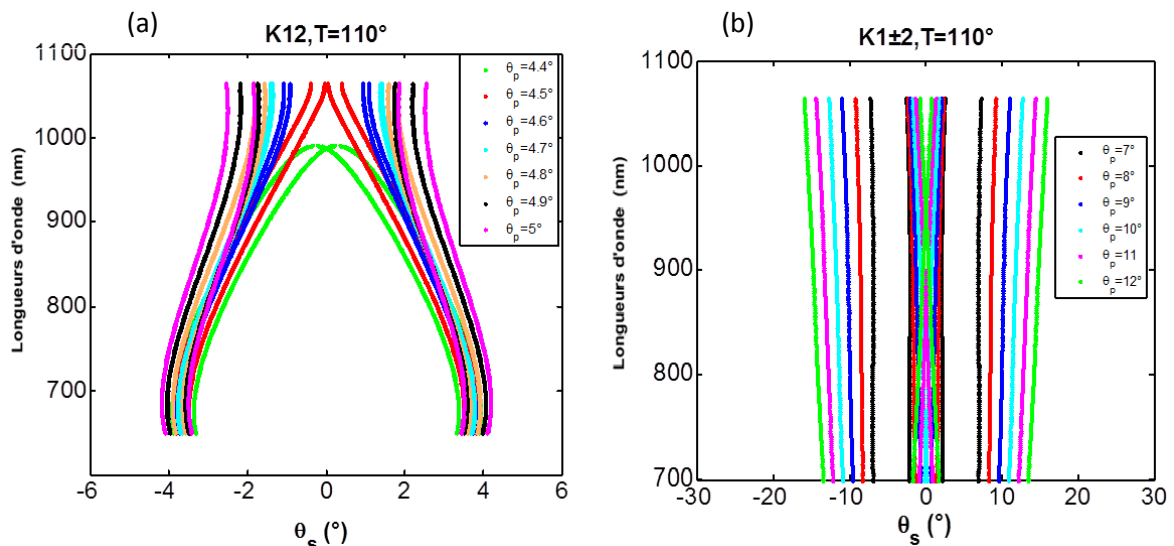 (a)
K12,T=110°
1100
1000
900
800
700
-6 -4 -2 0 2 4 6
Longueurs d'onde (nm)
θs (°)
θp=4.4°
θp=4.5°
θp=4.6°
θp=4.7°
θp=4.8°
θp=4.9°
θp=5°
(b)
K1±2,T=110°
1100
1000
900
800
700
-30 -20 -10 0 10 20 30
Longueurs d'onde (nm)
θs (°)
θp=7°
θp=8°
θp=9°
θp=10°
θp=11
θp=12°